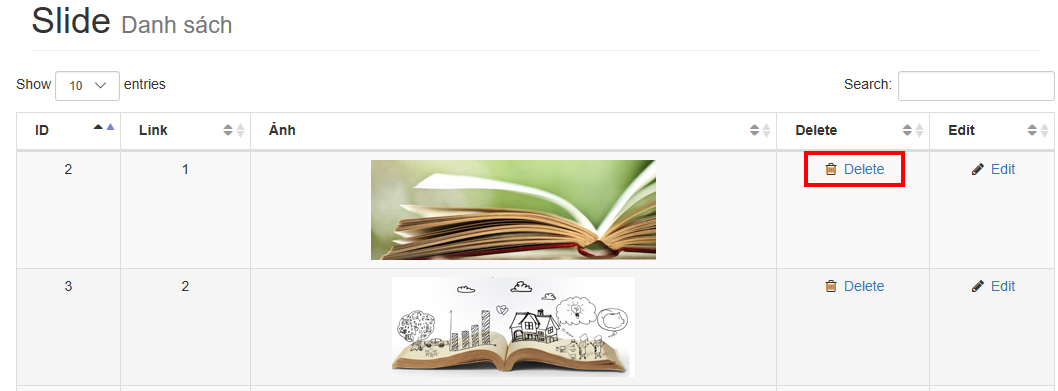 Slide Danh sách
Show 10 entries Search:
ID Link Ảnh Delete Edit
2 1 Delete Edit
3 2 Delete Edit